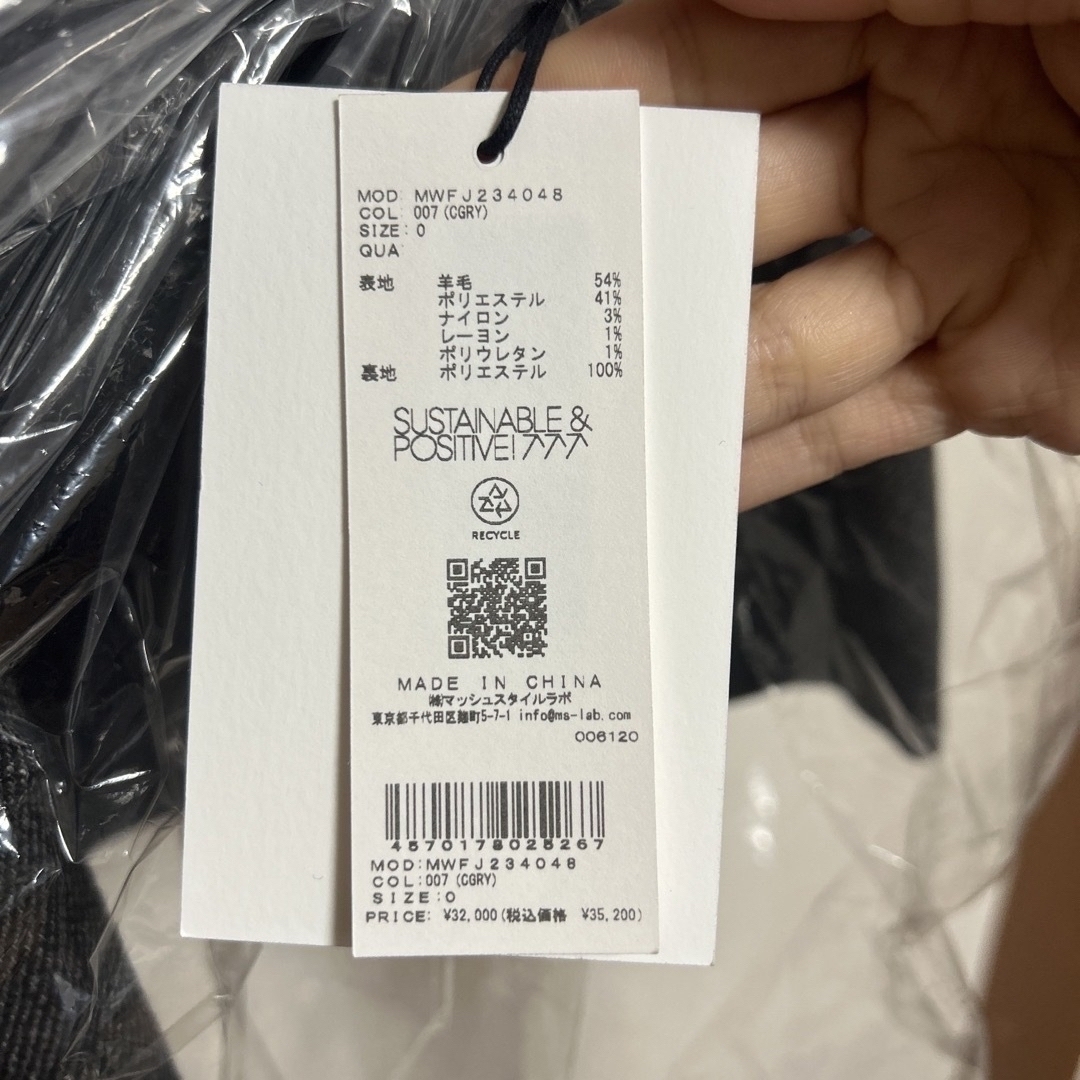 MOD: MWFJ234048
COL: 007(CGRY)
SIZE: 0
QUA
表地 羊毛 54%
ポリエステル 41%
ナイロン 3%
レーヨン 1%
ポリウレタン 1%
裏地 ポリエステル 100%
SUSTAINABLE &
POSITIVE!
RECYCLE
MADE IN CHINA
㈱マッシュスタイルラボ
東京都千代田区麹町5-7-1 info@ms-lab.com
006120
4570178025267
MOD:MWFJ234048
COL:007(CGRY)
SIZE:0
PRICE: ¥32,000(税込価格 ¥35,200)